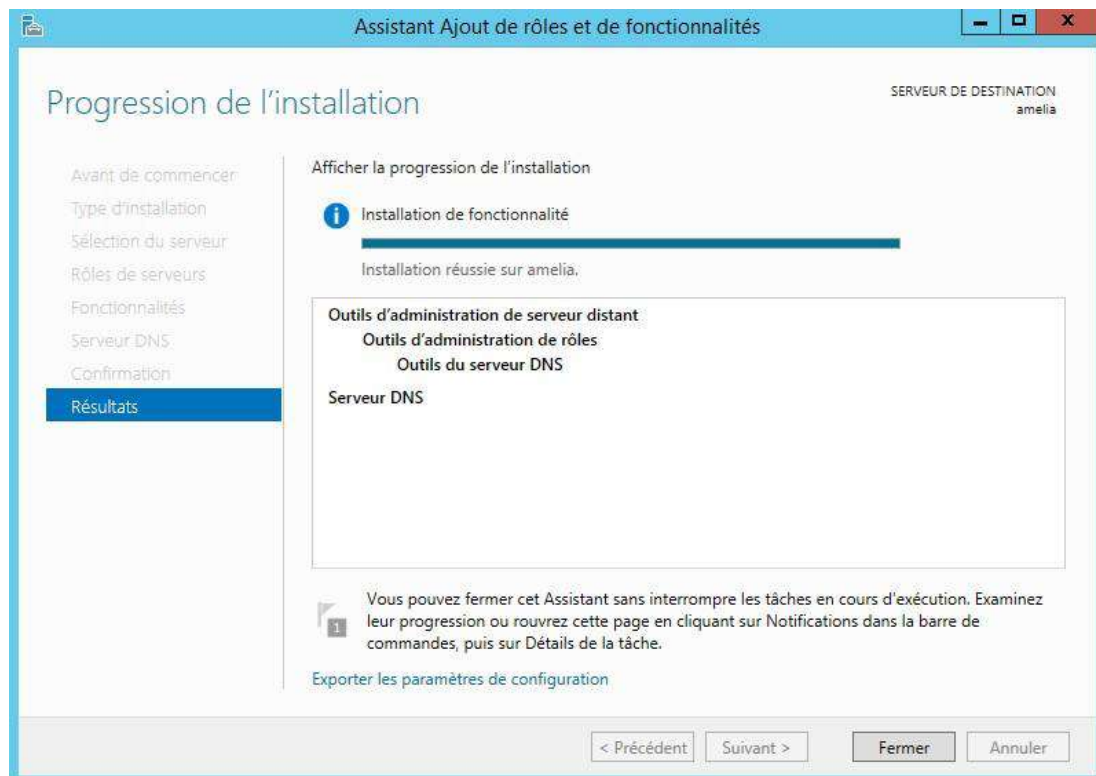 Assistant Ajout de rôles et de fonctionnalités
Progression de l'installation
SERVEUR DE DESTINATION
amelia
Avant de commencer
Type d'installation
Sélection du serveur
Rôles de serveurs
Fonctionnalités
Serveur DNS
Confirmation
Résultats
Afficher la progression de l'installation
Installation de fonctionnalité
Installation réussie sur amelia.
Outils d'administration de serveur distant
Outils d'administration de rôles
Outils du serveur DNS
Serveur DNS
1
Vous pouvez fermer cet Assistant sans interrompre les tâches en cours d'exécution. Examinez
leur progression ou rouvrez cette page en cliquant sur Notifications dans la barre de
commandes, puis sur Détails de la tâche.
Exporter les paramètres de configuration
< Précédent
Suivant >
Fermer
Annuler